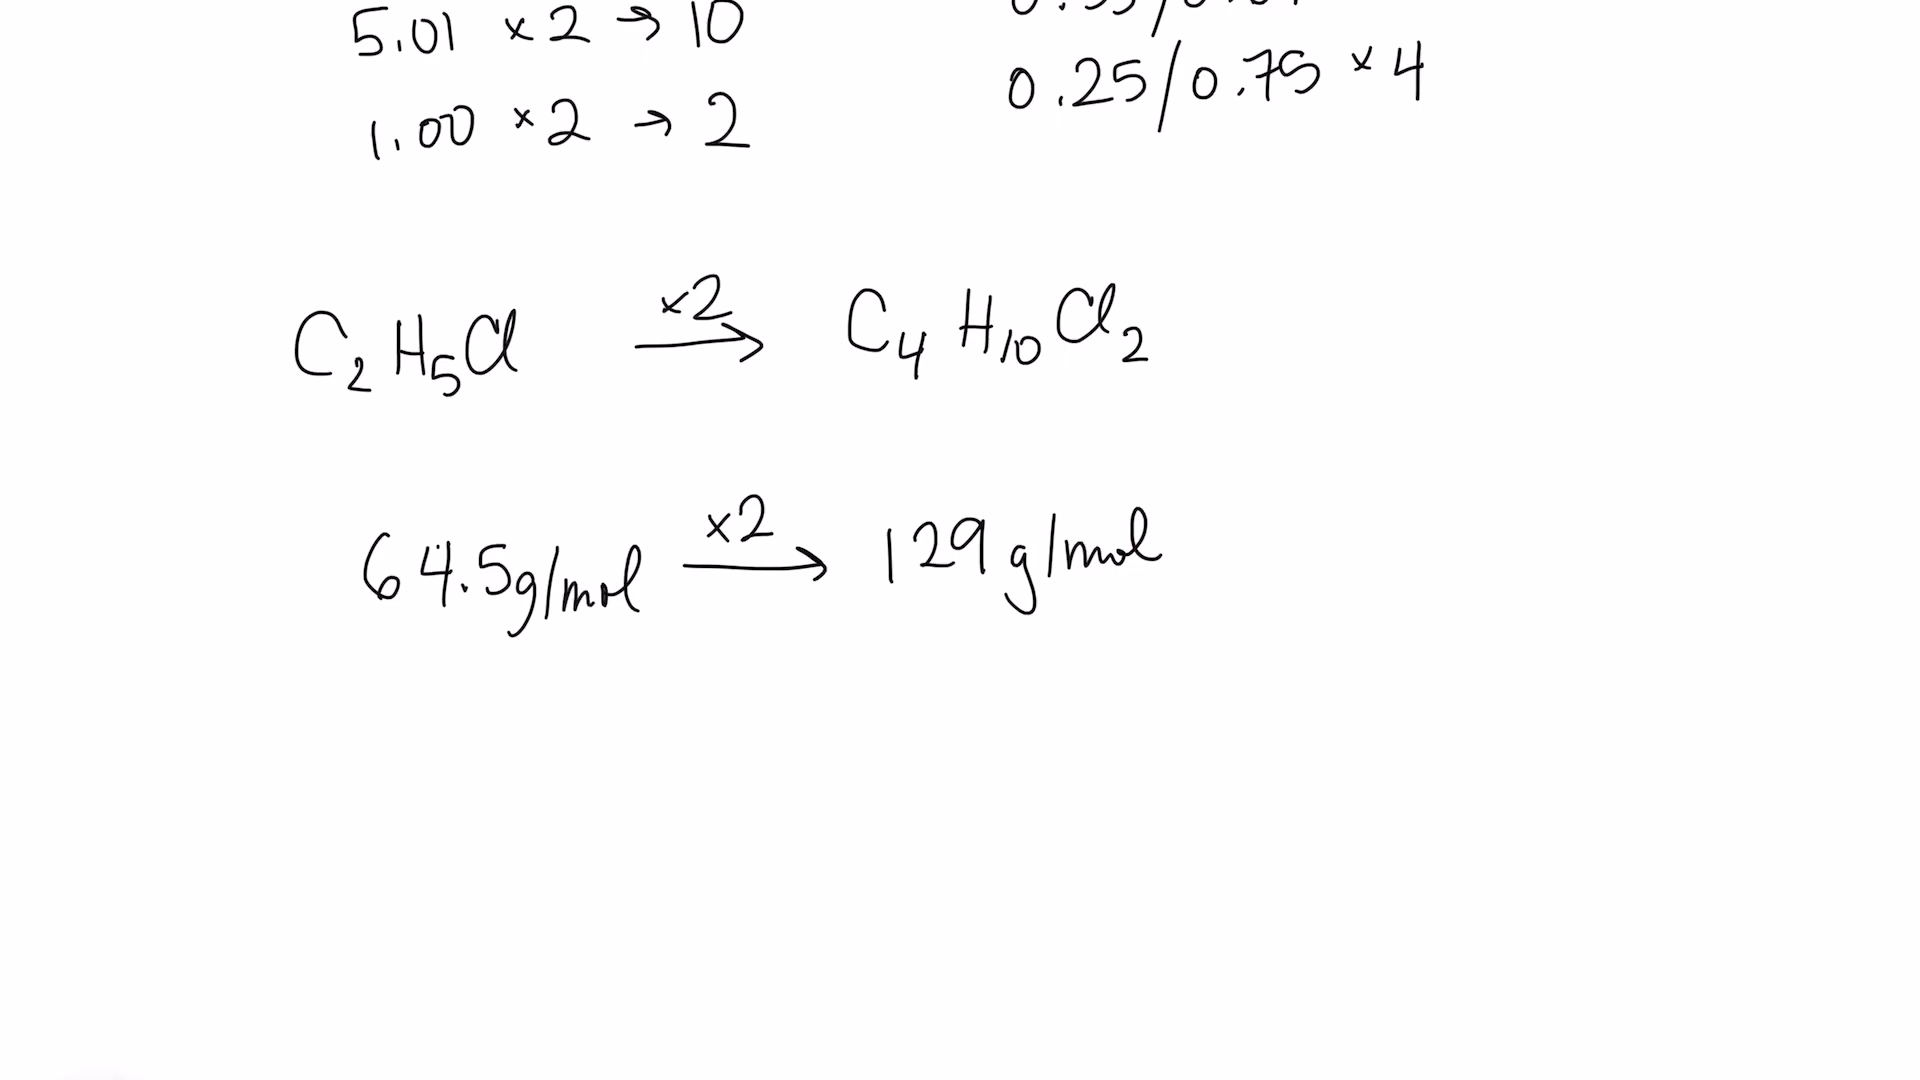 5.01 × 2 → 10
0.25/0.75 × 4
1.00 × 2 → 2
C₂H₅Cl ×2→ C₄H₁₀Cl₂
64.5g/mol ×2→ 129g/mol